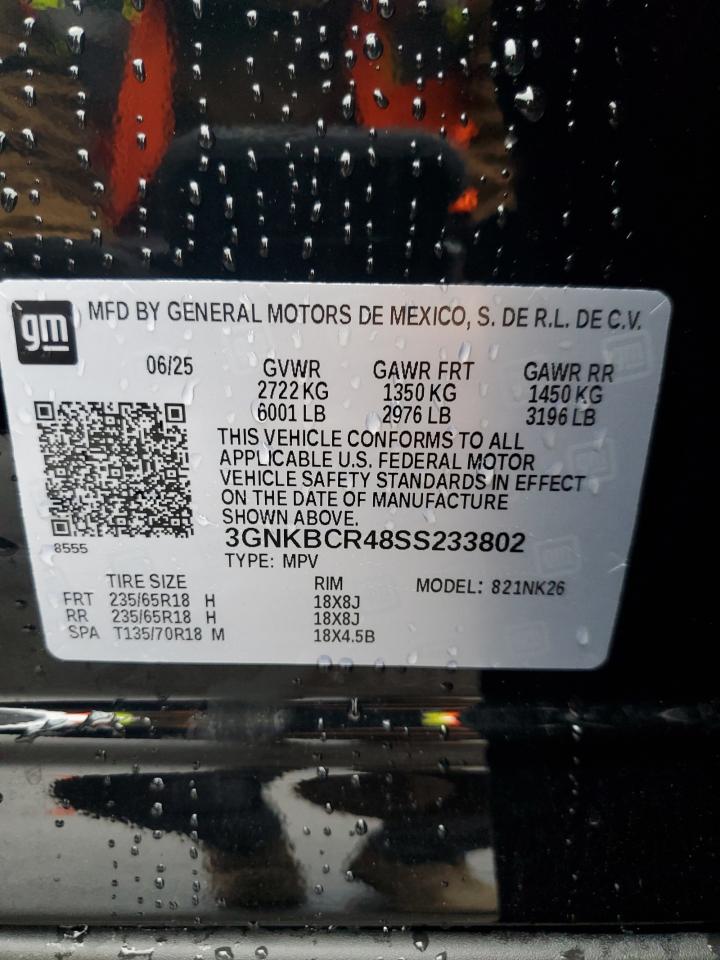 gm
MFD BY GENERAL MOTORS DE MEXICO, S. DE R.L. DE C.V.
06/25 GVWR GAWR FRT GAWR RR
2722 KG 1350 KG 1450 KG
6001 LB 2976 LB 3196 LB
THIS VEHICLE CONFORMS TO ALL
APPLICABLE U.S. FEDERAL MOTOR
VEHICLE SAFETY STANDARDS IN EFFECT
ON THE DATE OF MANUFACTURE
SHOWN ABOVE.
8555 3GNKBCR48SS233802
TYPE: MPV
TIRE SIZE RIM MODEL: 821NK26
FRT 235/65R18 H 18X8J
RR 235/65R18 H 18X8J
SPA T135/70R18 M 18X4.5B